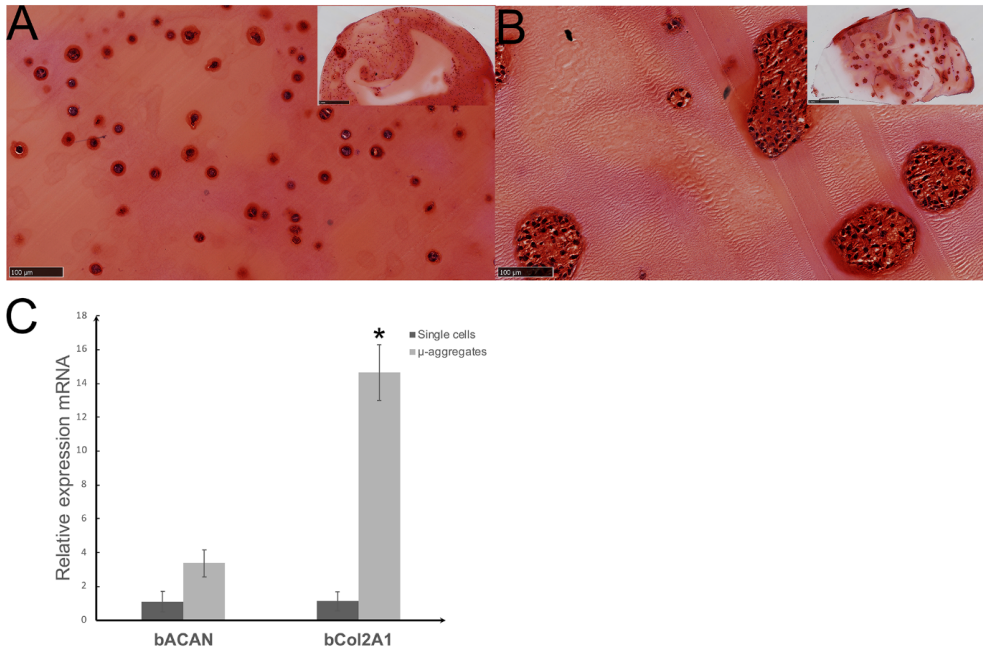 A
B
100 μm
100 μm
C
18
16
14
12
10
8
6
4
2
0
Relative expression mRNA
*
Single cells
μ-aggregates
bACAN
bCol2A1